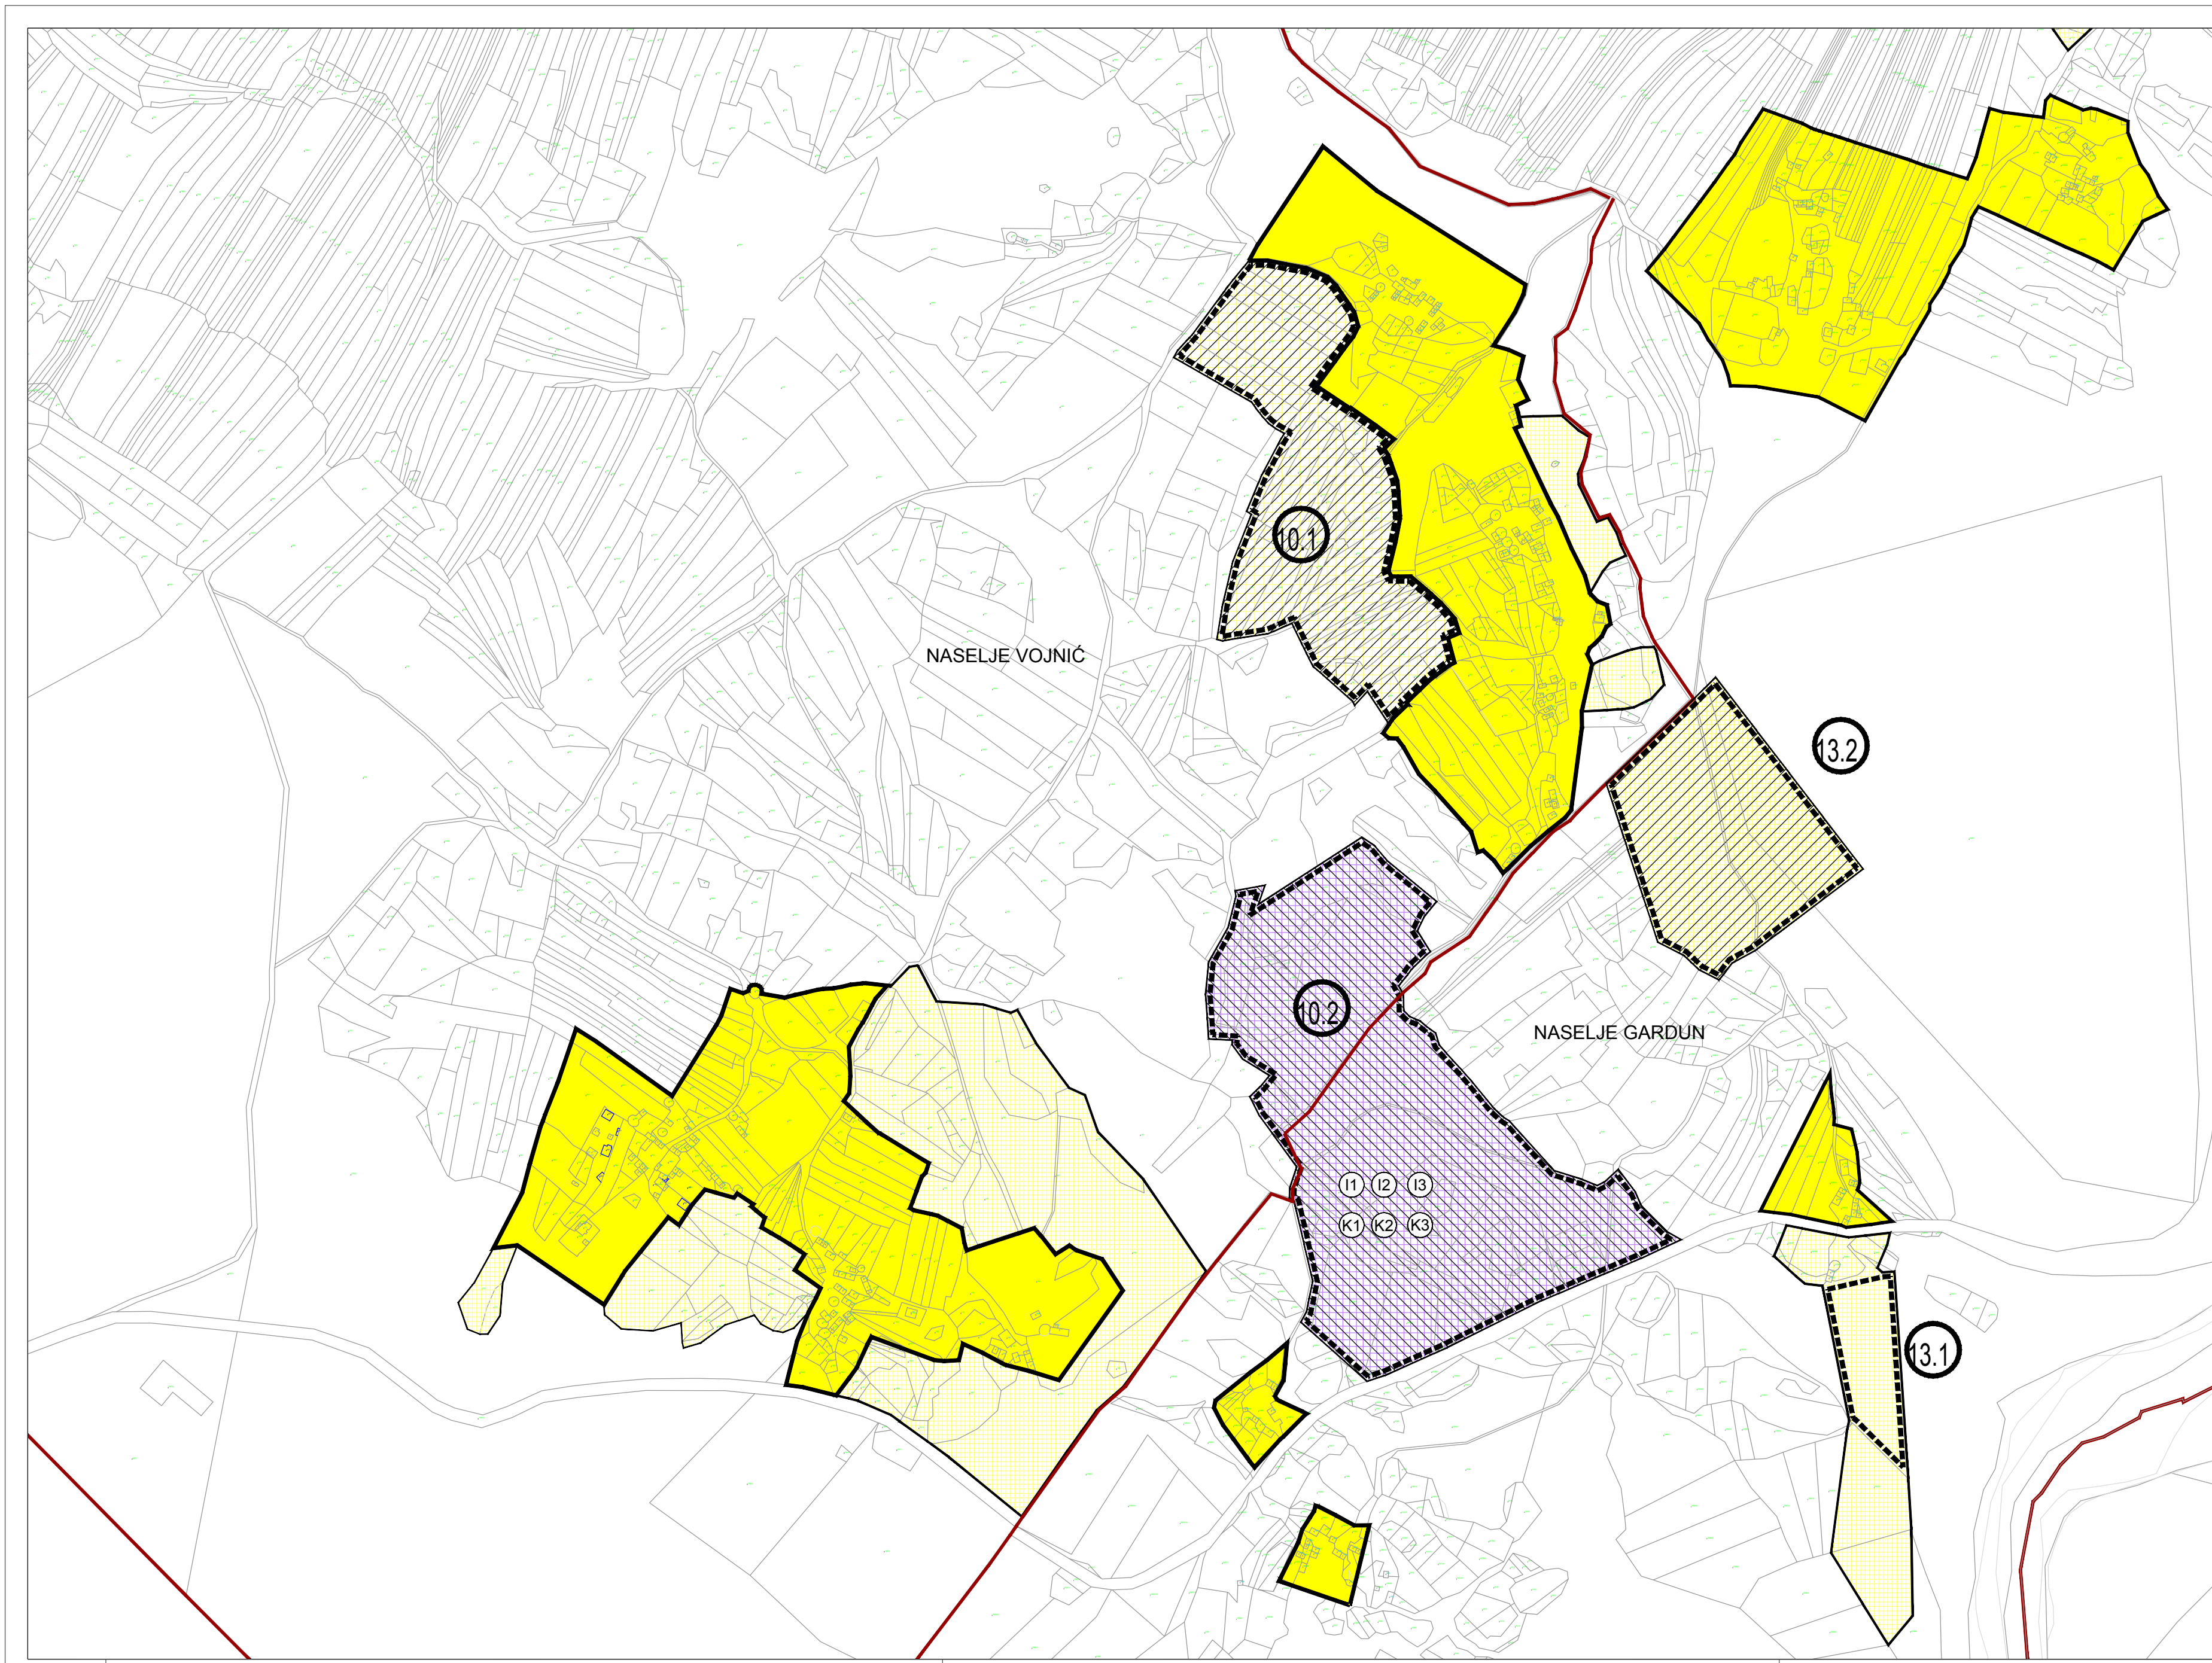 10.1
NASELJE VOJNIĆ
13.2
10.2
NASELJE GARDUN
I1 I2 I3
K1 K2 K3
13.1